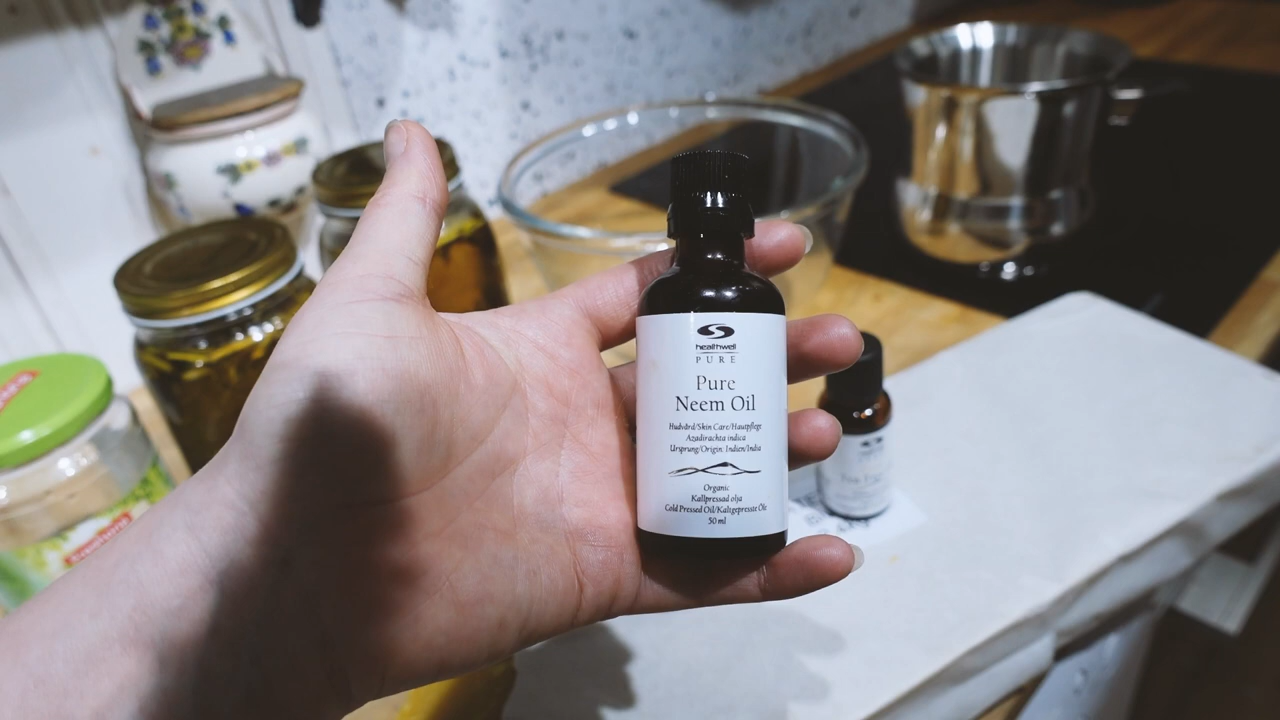 healthwell
PURE
Pure
Neem Oil
Hudvård/Skin Care/Hautpflege
Azadirachta indica
Ursprung/Origin: Indien/India
Organic
Kallpressad olja
Cold Pressed Oil/Kaltgepresste Öle
50 ml